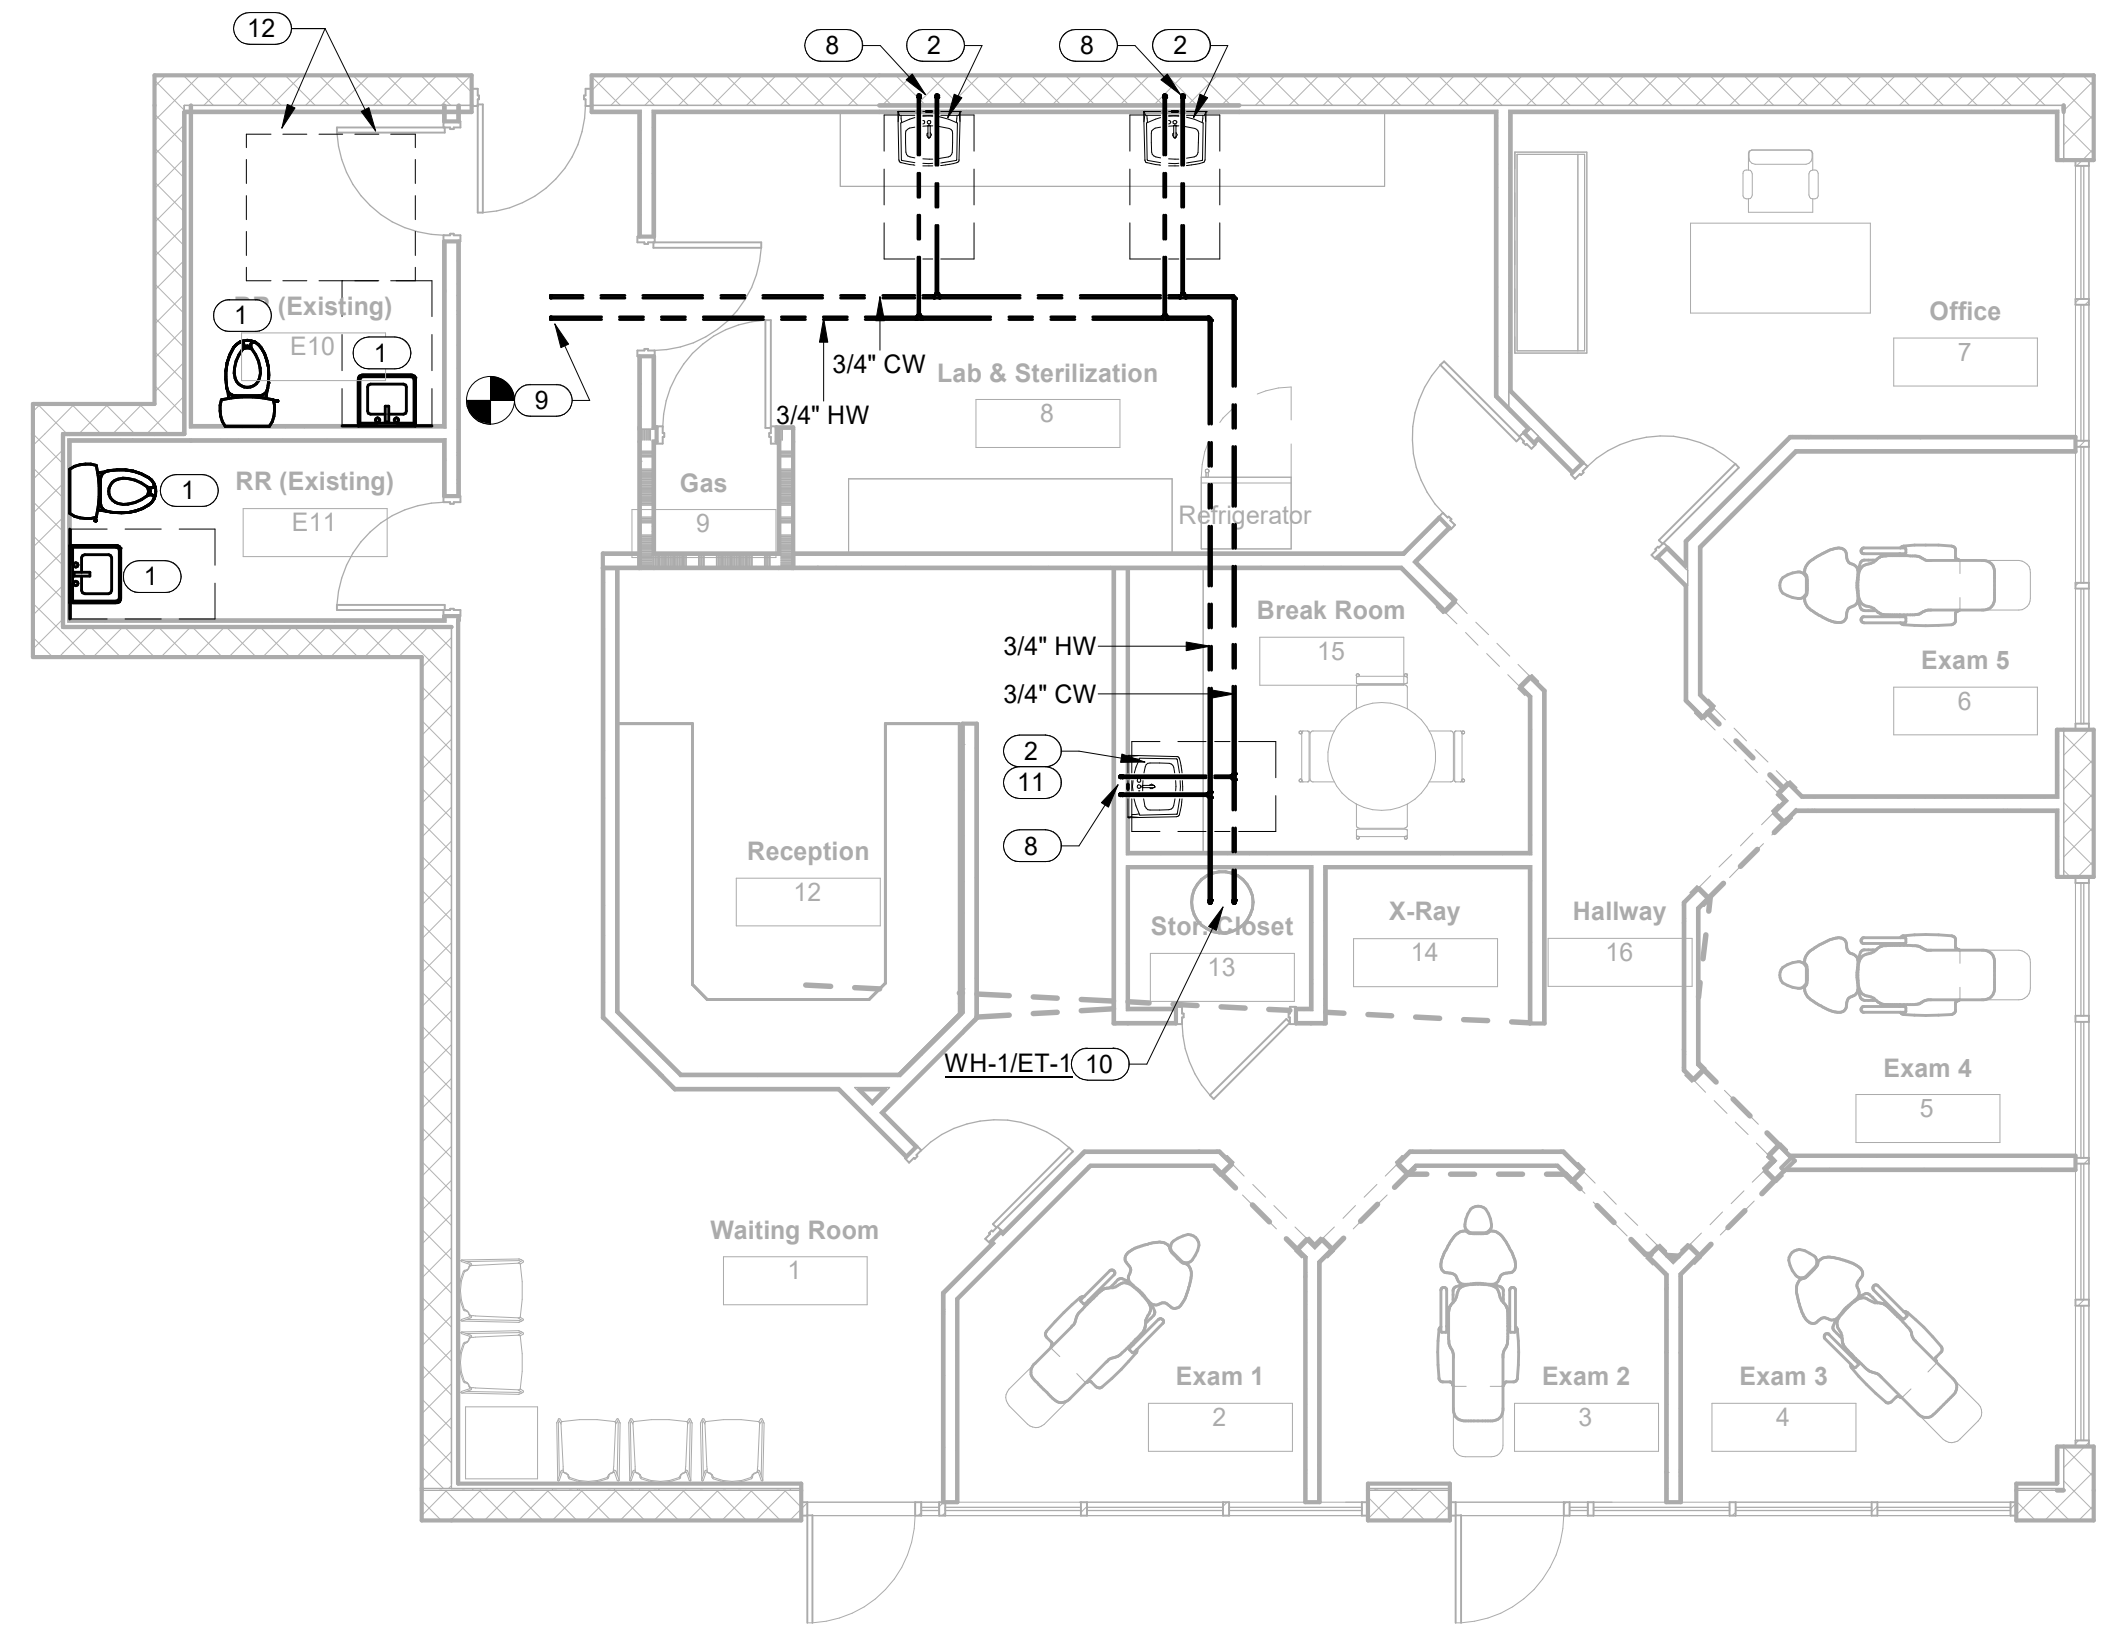 12
8
2
8
2
RR (Existing)
E10
1
1
Office
7
3/4" CW
9
3/4" HW
Lab & Sterilization
8
RR (Existing)
E11
1
1
Gas
9
Refrigerator
Break Room
15
3/4" HW
3/4" CW
2
11
8
Exam 5
6
Reception
12
Stor. Closet
13
X-Ray
14
Hallway
16
WH-1/ET-1 10
Exam 4
5
Waiting Room
1
Exam 1
2
Exam 2
3
Exam 3
4